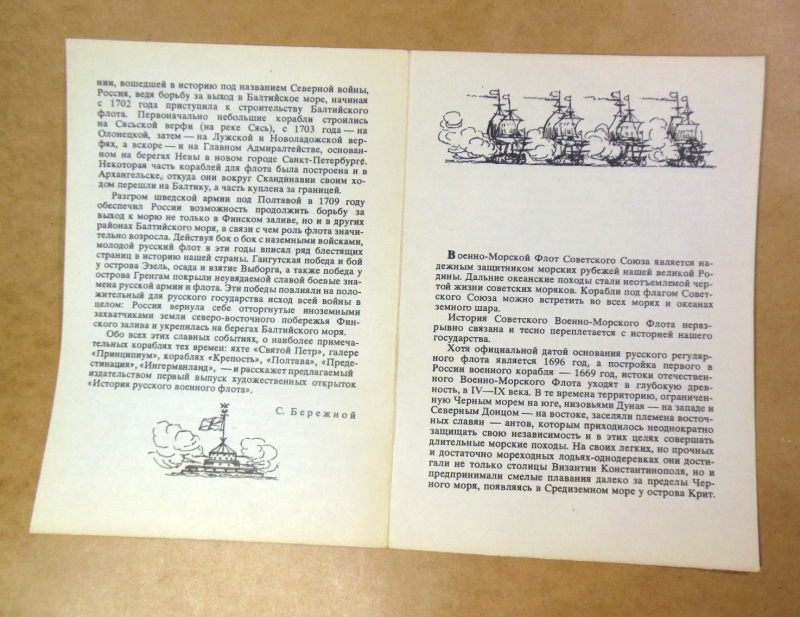 нии, вошедшей в историю под названием Северной войны,
Россия, ведя борьбу за выход в Балтийское море, начиная
с 1702 года приступила к строительству Балтийского
флота. Первоначально небольшие корабли строились
на Сясьской верфи (на реке Сясь), с 1703 года — на
Олонецкой, затем — на Лужской и Новоладожской вер-
фях, а вскоре — и на Главном Адмиралтействе, основан-
ном на берегах Невы в новом городе Санкт-Петербурге.
Некоторая часть кораблей для флота была построена и в
Архангельске, откуда они вокруг Скандинавии своим хо-
дом перешли на Балтику, а часть куплена за границей.
Разгром шведской армии под Полтавой в 1709 году
обеспечил России возможность продолжить борьбу за
выход к морю не только в Финском заливе, но и в других
районах Балтийского моря, в связи с чем роль флота значи-
тельно возросла. Действуя бок о бок с наземными войсками,
молодой русский флот в эти годы вписал ряд блестящих
страниц в историю нашей страны. Гангутская победа и бой
у острова Эзель, осада и взятие Выборга, а также победа у
острова Гренгам покрыли неувядаемой славой боевые зна-
мена русской армии и флота. Эти победы повлияли на по-
ложительный для русского государства исход всей войны в
целом: Россия вернула себе отторгнутые иноземными
захватчиками земли северо-восточного побережья Фин-
ского залива и укрепилась на берегах Балтийского моря.
Обо всех этих славных событиях, о наиболее примеча-
тельных кораблях тех времен: яхте «Святой Петр», галере
«Принципиум», кораблях «Крепость», «Полтава», «Преде-
стинация», «Ингерманланд», — и расскажет предлагаемый
издательством первый выпуск художественных открыток
«История русского военного флота».
С. Бережной
Военно-Морской Флот Советского Союза является на-
дежным защитником морских рубежей нашей великой Ро-
дины. Дальние океанские походы стали неотъемлемой чер-
той жизни советских моряков. Корабли под флагом Совет-
ского Союза можно встретить во всех морях и океанах
земного шара.
История Советского Военно-Морского Флота нераз-
рывно связана и тесно переплетается с историей нашего
государства.
Хотя официальной датой основания русского регуляр-
ного флота является 1696 год, а постройка первого в
России военного корабля — 1669 год, истоки отечествен-
ного Военно-Морского Флота уходят в глубокую древ-
ность, в IV—IX века. В те времена территорию, ограничен-
ную Черным морем на юге, низовьями Дуная — на западе и
Северным Донцом — на востоке, заселяли племена восточ-
ных славян — антов, которым приходилось неоднократно
защищать свою независимость и в этих целях совершать
длительные морские походы. На своих легких, но прочных
и достаточно мореходных лодьях-однодеревках они дости-
гали не только столицы Византии Константинополя, но и
предпринимали смелые плавания далеко за пределы Чер-
ного моря, появляясь в Средиземном море у острова Крит.